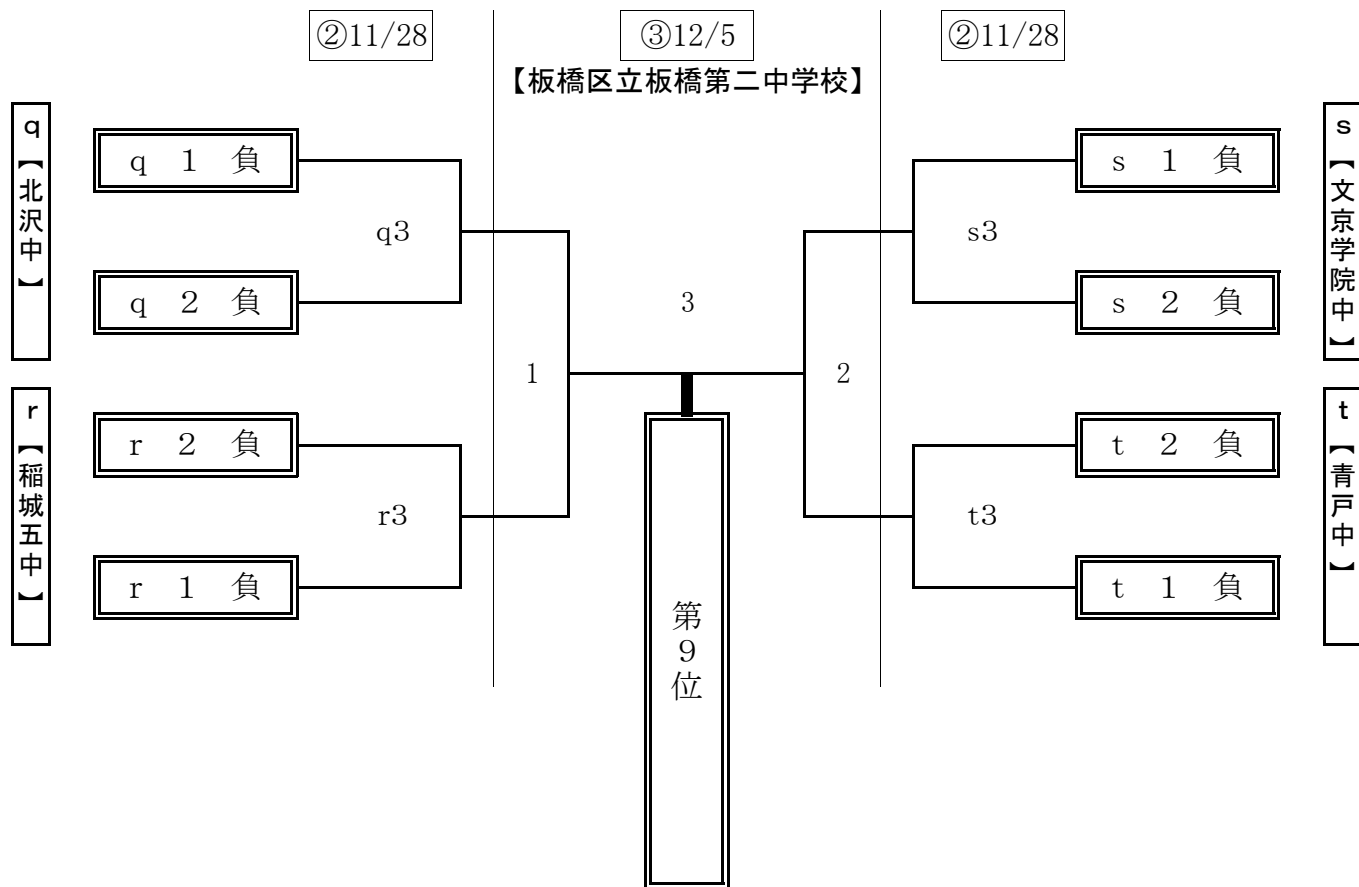 ②11/28
③12/5
②11/28
【板橋区立板橋第二中学校】
q【北沢中】
q 1 負
q3
q 2 負
r【稲城五中】
r 2 負
r3
r 1 負
1
3
2
第9位
s【文京学院中】
s 1 負
s3
s 2 負
t【青戸中】
t 2 負
t3
t 1 負